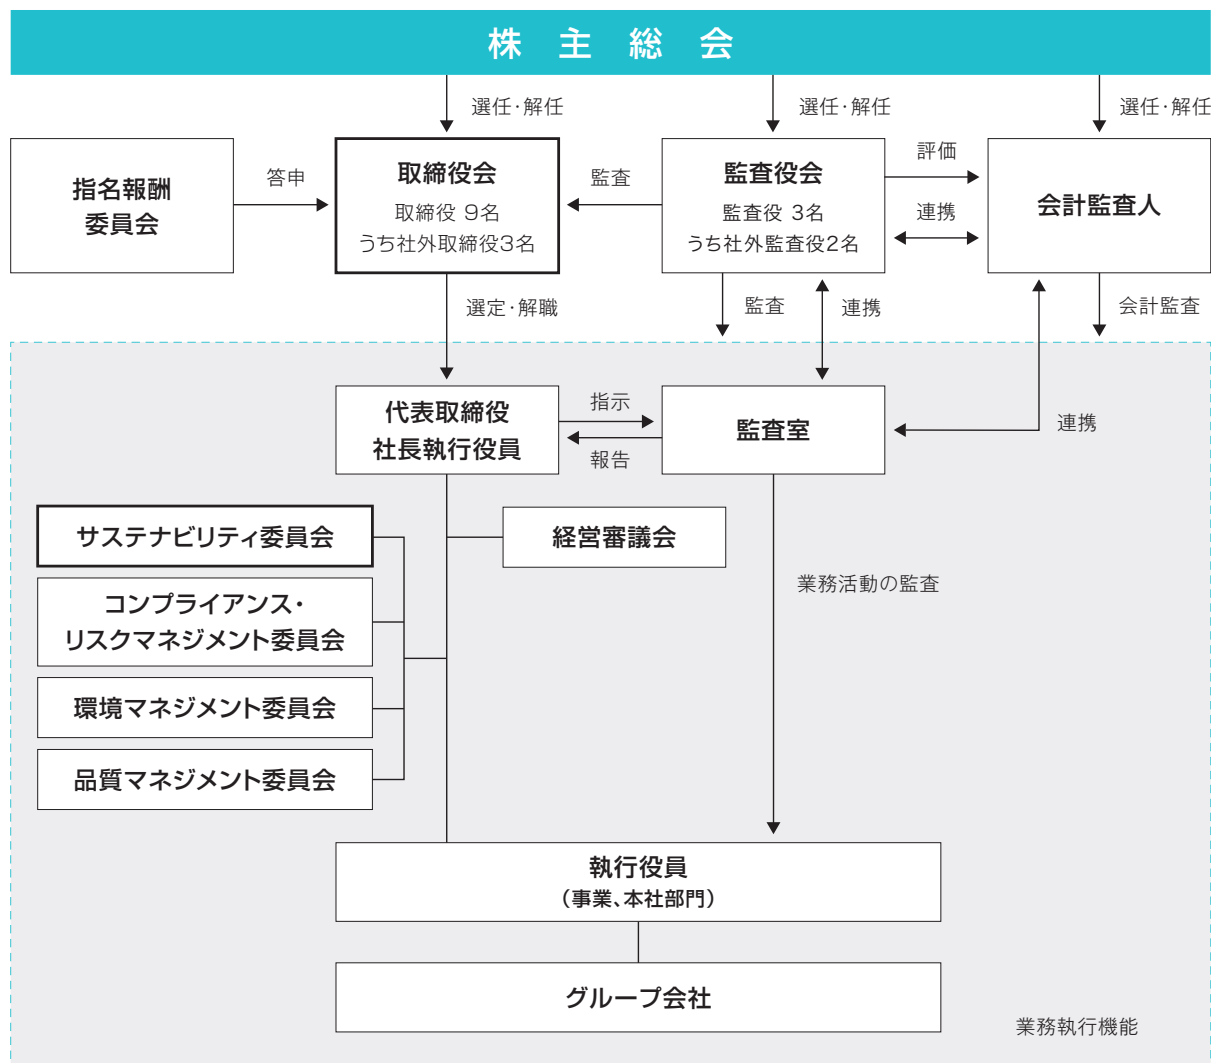 株主総会
選任・解任
選任・解任
選任・解任
指名報酬
委員会
答申
取締役会
取締役 9名
うち社外取締役3名
監査
監査役会
監査役 3名
うち社外監査役2名
評価
連携
会計監査人
選定・解職
監査
連携
会計監査
代表取締役
社長執行役員
指示
報告
監査室
連携
サステナビリティ委員会
経営審議会
コンプライアンス・
リスクマネジメント委員会
業務活動の監査
環境マネジメント委員会
品質マネジメント委員会
執行役員
（事業、本社部門）
グループ会社
業務執行機能